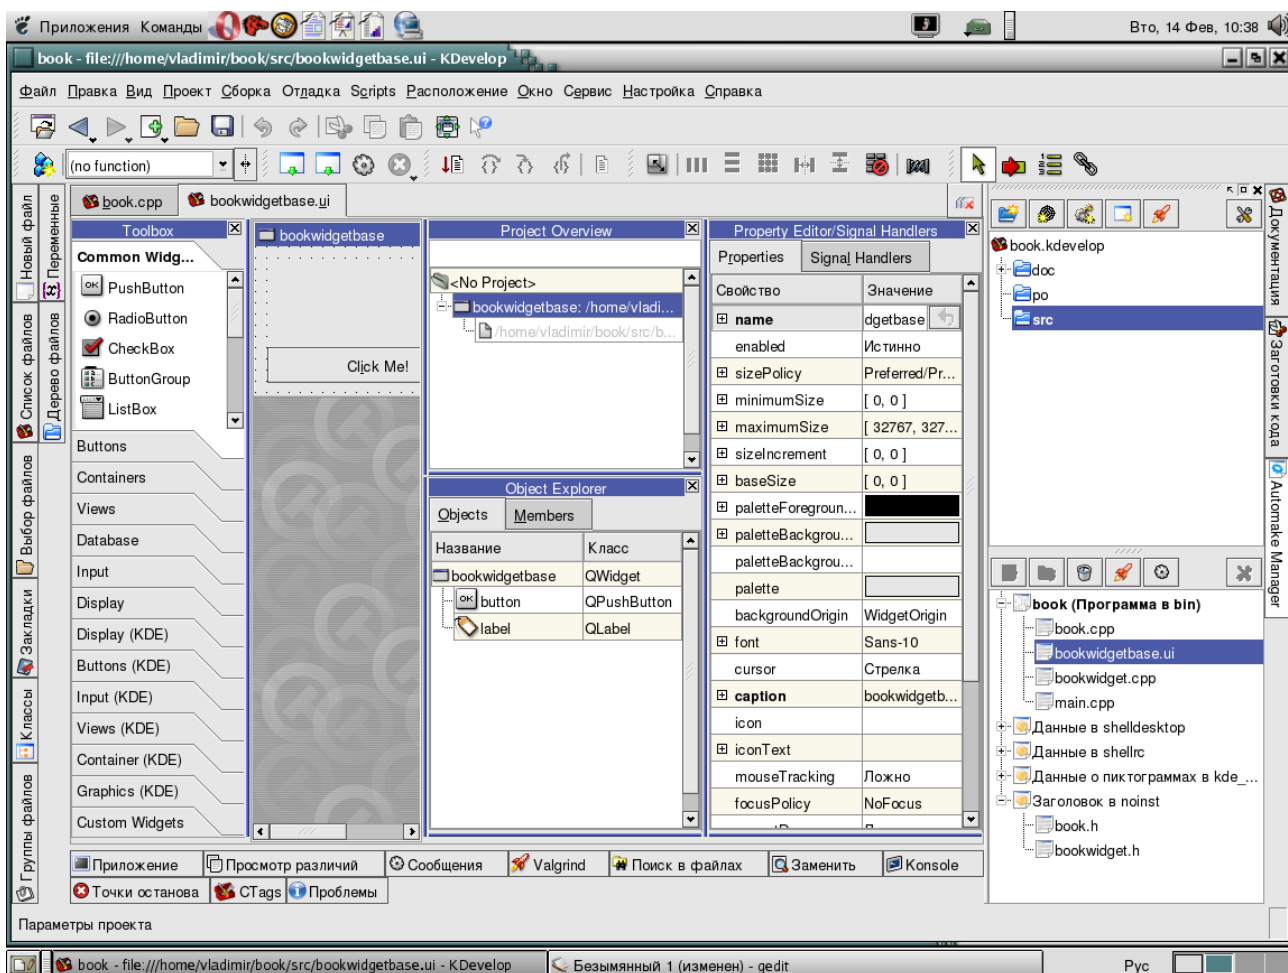 Приложения Команды
Вто, 14 Фев, 10:38
book - file:///home/vladimir/book/src/bookwidgetbase.ui - KDevelop
Файл Правка Вид Проект Сборка Отладка Scripts Расположение Окно Сервис Настройка Справка
(no function)
Новый файл
Список файлов
Выбор файлов
Закладки
Классы
Группы файлов
{x} Переменные
Дерево файлов
book.cpp
bookwidgetbase.ui
Toolbox
Common Widg...
OK PushButton
RadioButton
CheckBox
ButtonGroup
ListBox
Buttons
Containers
Views
Database
Input
Display
Display (KDE)
Buttons (KDE)
Input (KDE)
Views (KDE)
Container (KDE)
Graphics (KDE)
Custom Widgets
bookwidgetbase
Click Me!
Project Overview
<No Project>
bookwidgetbase: /home/vladi...
/home/vladimir/book/src/b...
Object Explorer
Objects Members
Название Класс
bookwidgetbase QWidget
OK button QPushButton
label QLabel
Property Editor/Signal Handlers
Properties Signal Handlers
Свойство Значение
name dgetbase
enabled Истинно
sizePolicy Preferred/Pr...
minimumSize [ 0, 0 ]
maximumSize [ 32767, 327...
sizeIncrement [ 0, 0 ]
baseSize [ 0, 0 ]
paletteForegroun...
paletteBackgrou...
paletteBackgrou...
palette
backgroundOrigin WidgetOrigin
font Sans-10
cursor Стрелка
caption bookwidgetb...
icon
iconText
mouseTracking Ложно
focusPolicy NoFocus
book.kdevelop
doc
po
src
book (Программа в bin)
book.cpp
bookwidgetbase.ui
bookwidget.cpp
main.cpp
Данные в shelldesktop
Данные в shellrc
Данные о пиктограммах в kde_...
Заголовок в noinst
book.h
bookwidget.h
Документация
Заготовки кода
Automake Manager
Приложение Просмотр различий Сообщения Valgrind Поиск в файлах Заменить Konsole
Точки останова CTags Проблемы
Параметры проекта
book - file:///home/vladimir/book/src/bookwidgetbase.ui - KDevelop
Безымянный 1 (изменен) - gedit
Рус